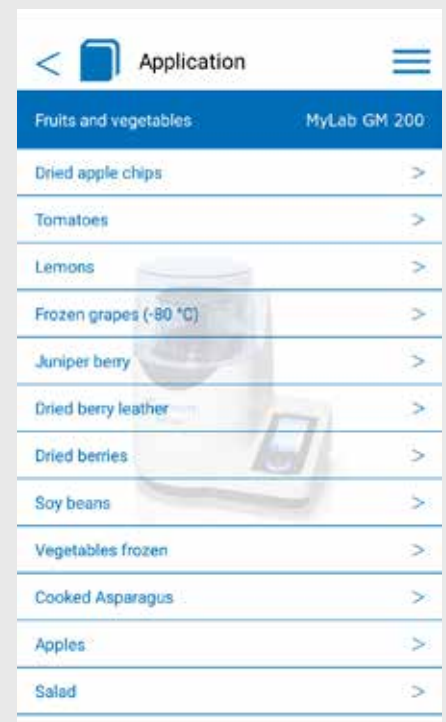 < Application
Fruits and vegetables MyLab GM 200
Dried apple chips >
Tomatoes >
Lemons >
Frozen grapes (-80 °C) >
Juniper berry >
Dried berry leather >
Dried berries >
Soy beans >
Vegetables frozen >
Cooked Asparagus >
Apples >
Salad >